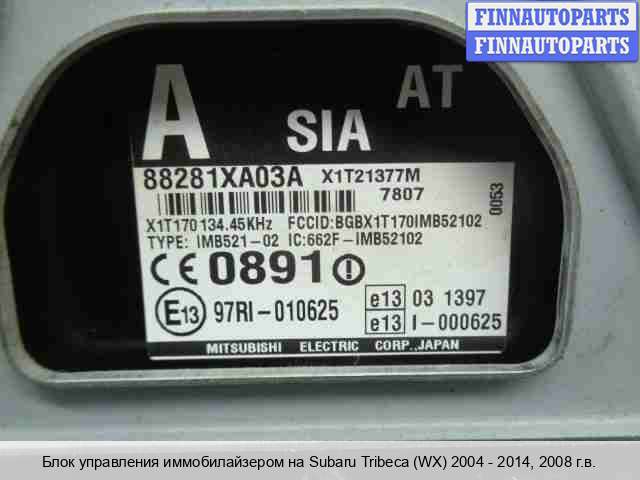 FINNAUTOPARTS
FINNAUTOPARTS
A
AT
SIA
88281XA03A X1T21377M
7807
0053
X1T170 134.45KHz FCCID:BGBX1T170IMB52102
TYPE: IMB521-02 IC:662F-IMB52102
CE 0891
E13 97RI-010625
e13 03 1397
e13 I-000625
MITSUBISHI ELECTRIC CORP.,JAPAN
Блок управления иммобилайзером на Subaru Tribeca (WX) 2004 - 2014, 2008 г.в.